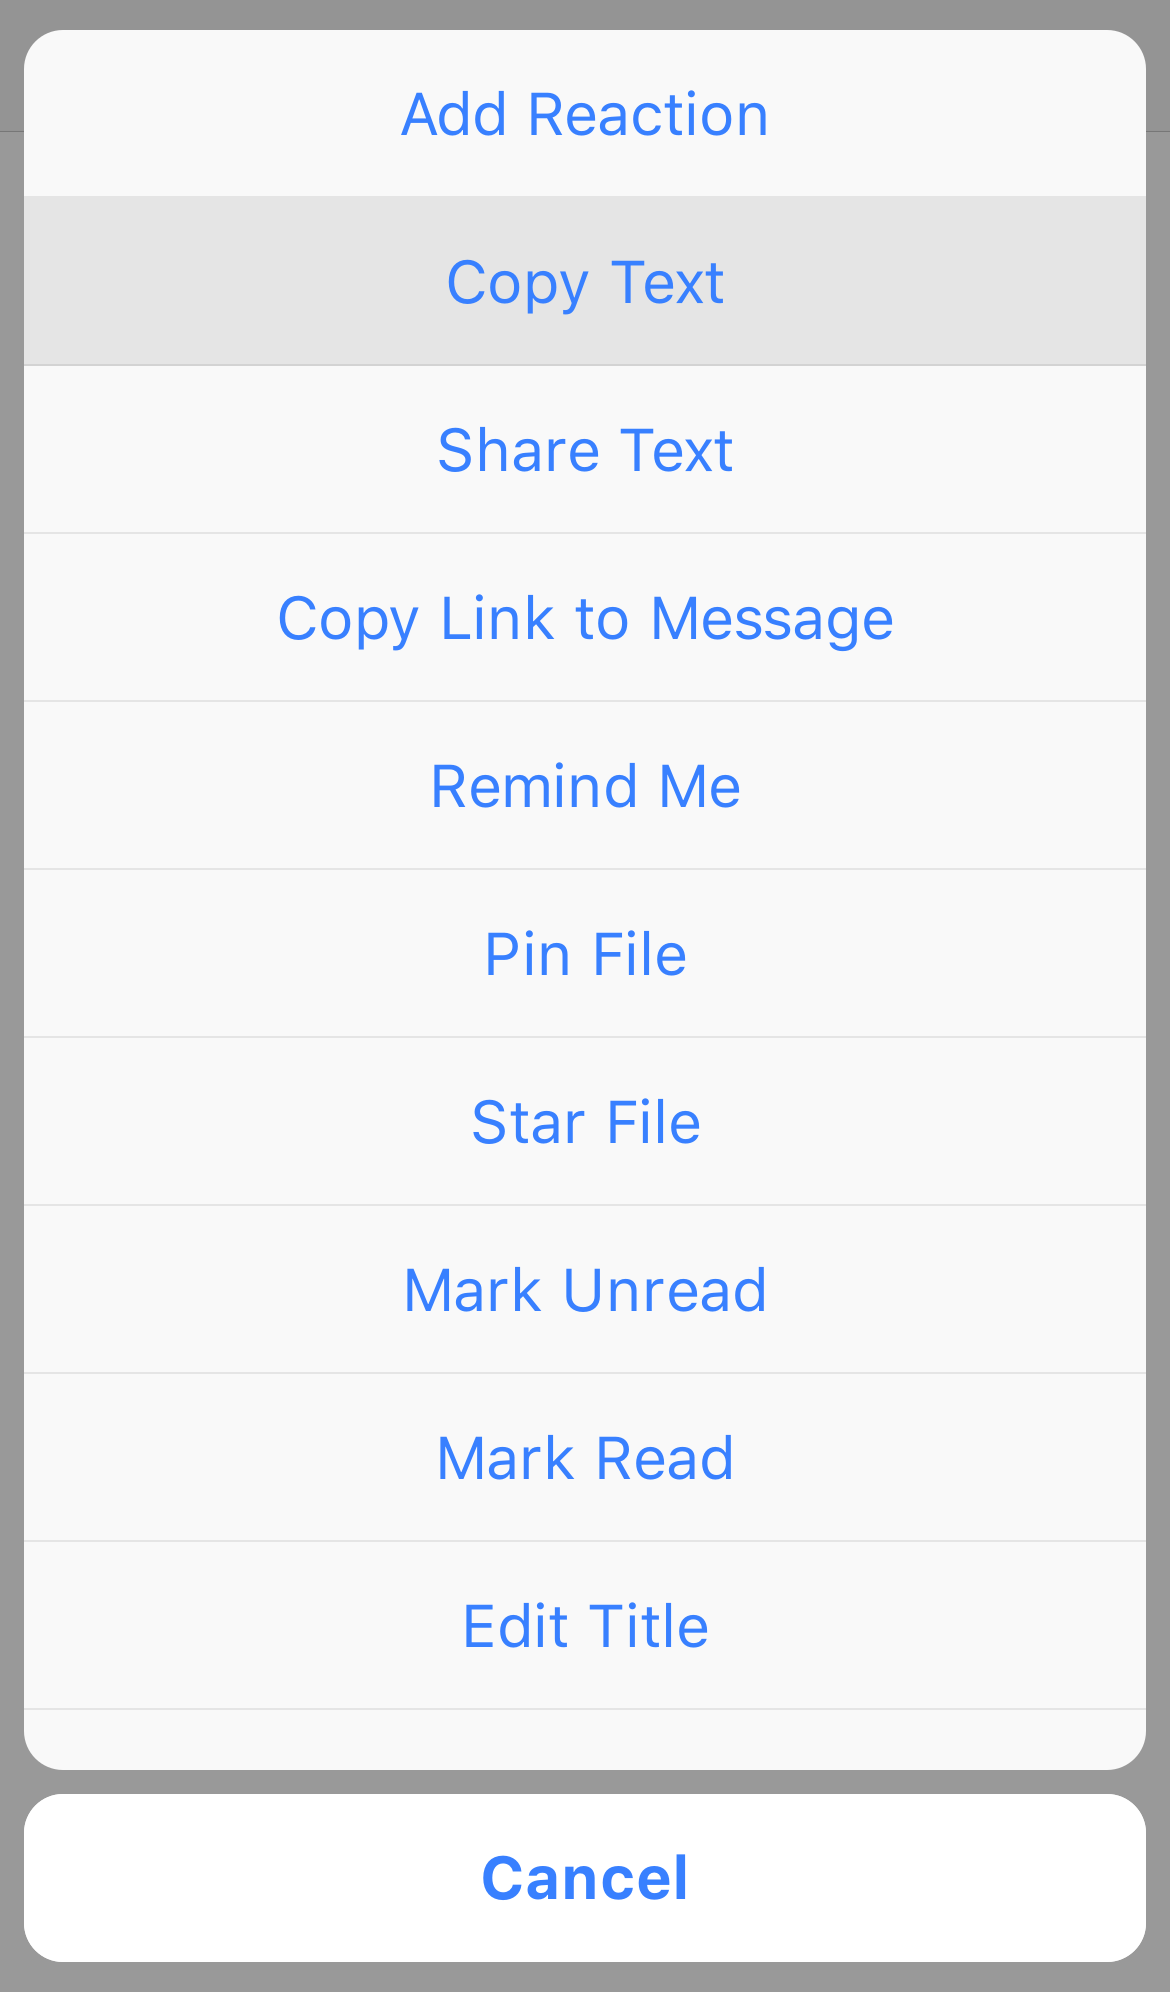 Add Reaction
Copy Text
Share Text
Copy Link to Message
Remind Me
Pin File
Star File
Mark Unread
Mark Read
Edit Title
Cancel